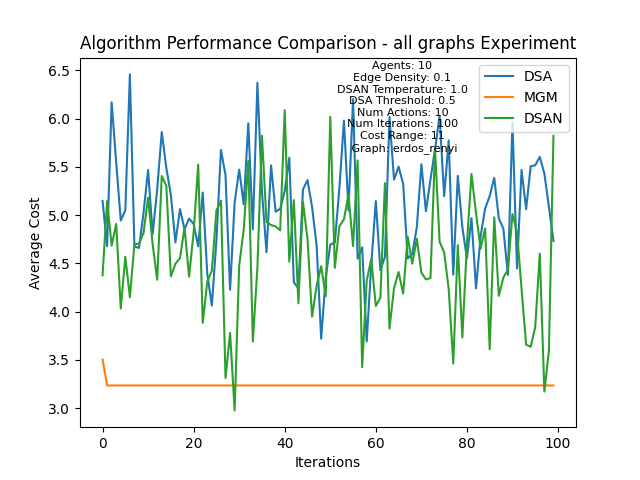 Algorithm Performance Comparison - all graphs Experiment
Agents: 10
Edge Density: 0.1
DSAN Temperature: 1.0
DSA Threshold: 0.5
Num Actions: 10
Num Iterations: 100
Cost Range: 11
Graph: erdos_renyi
DSA
MGM
DSAN
6.5
6.0
5.5
5.0
4.5
4.0
3.5
3.0
Average Cost
0 20 40 60 80 100
Iterations